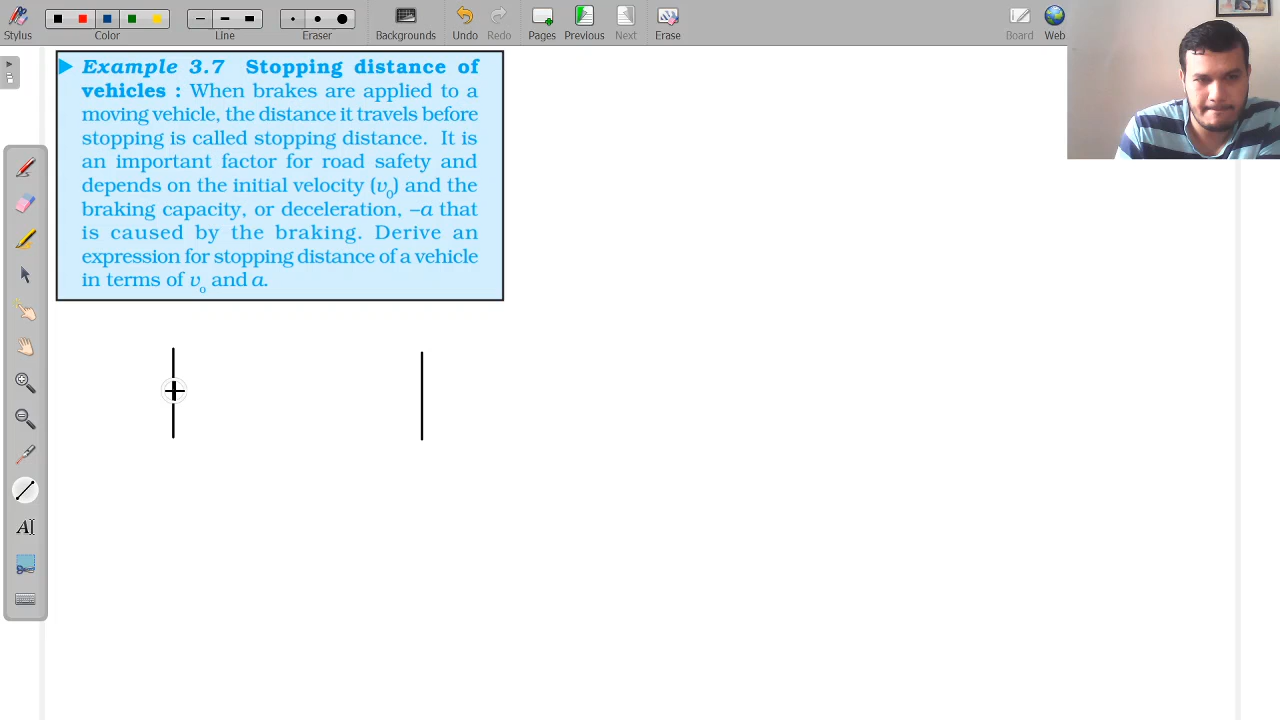 Stylus
Color
Line
Eraser
Backgrounds
Undo
Redo
Pages
Previous
Next
Erase
Board
Web
Example 3.7 Stopping distance of
vehicles : When brakes are applied to a
moving vehicle, the distance it travels before
stopping is called stopping distance. It is
an important factor for road safety and
depends on the initial velocity (v₀) and the
braking capacity, or deceleration, –a that
is caused by the braking. Derive an
expression for stopping distance of a vehicle
in terms of vₒ and a.
AI